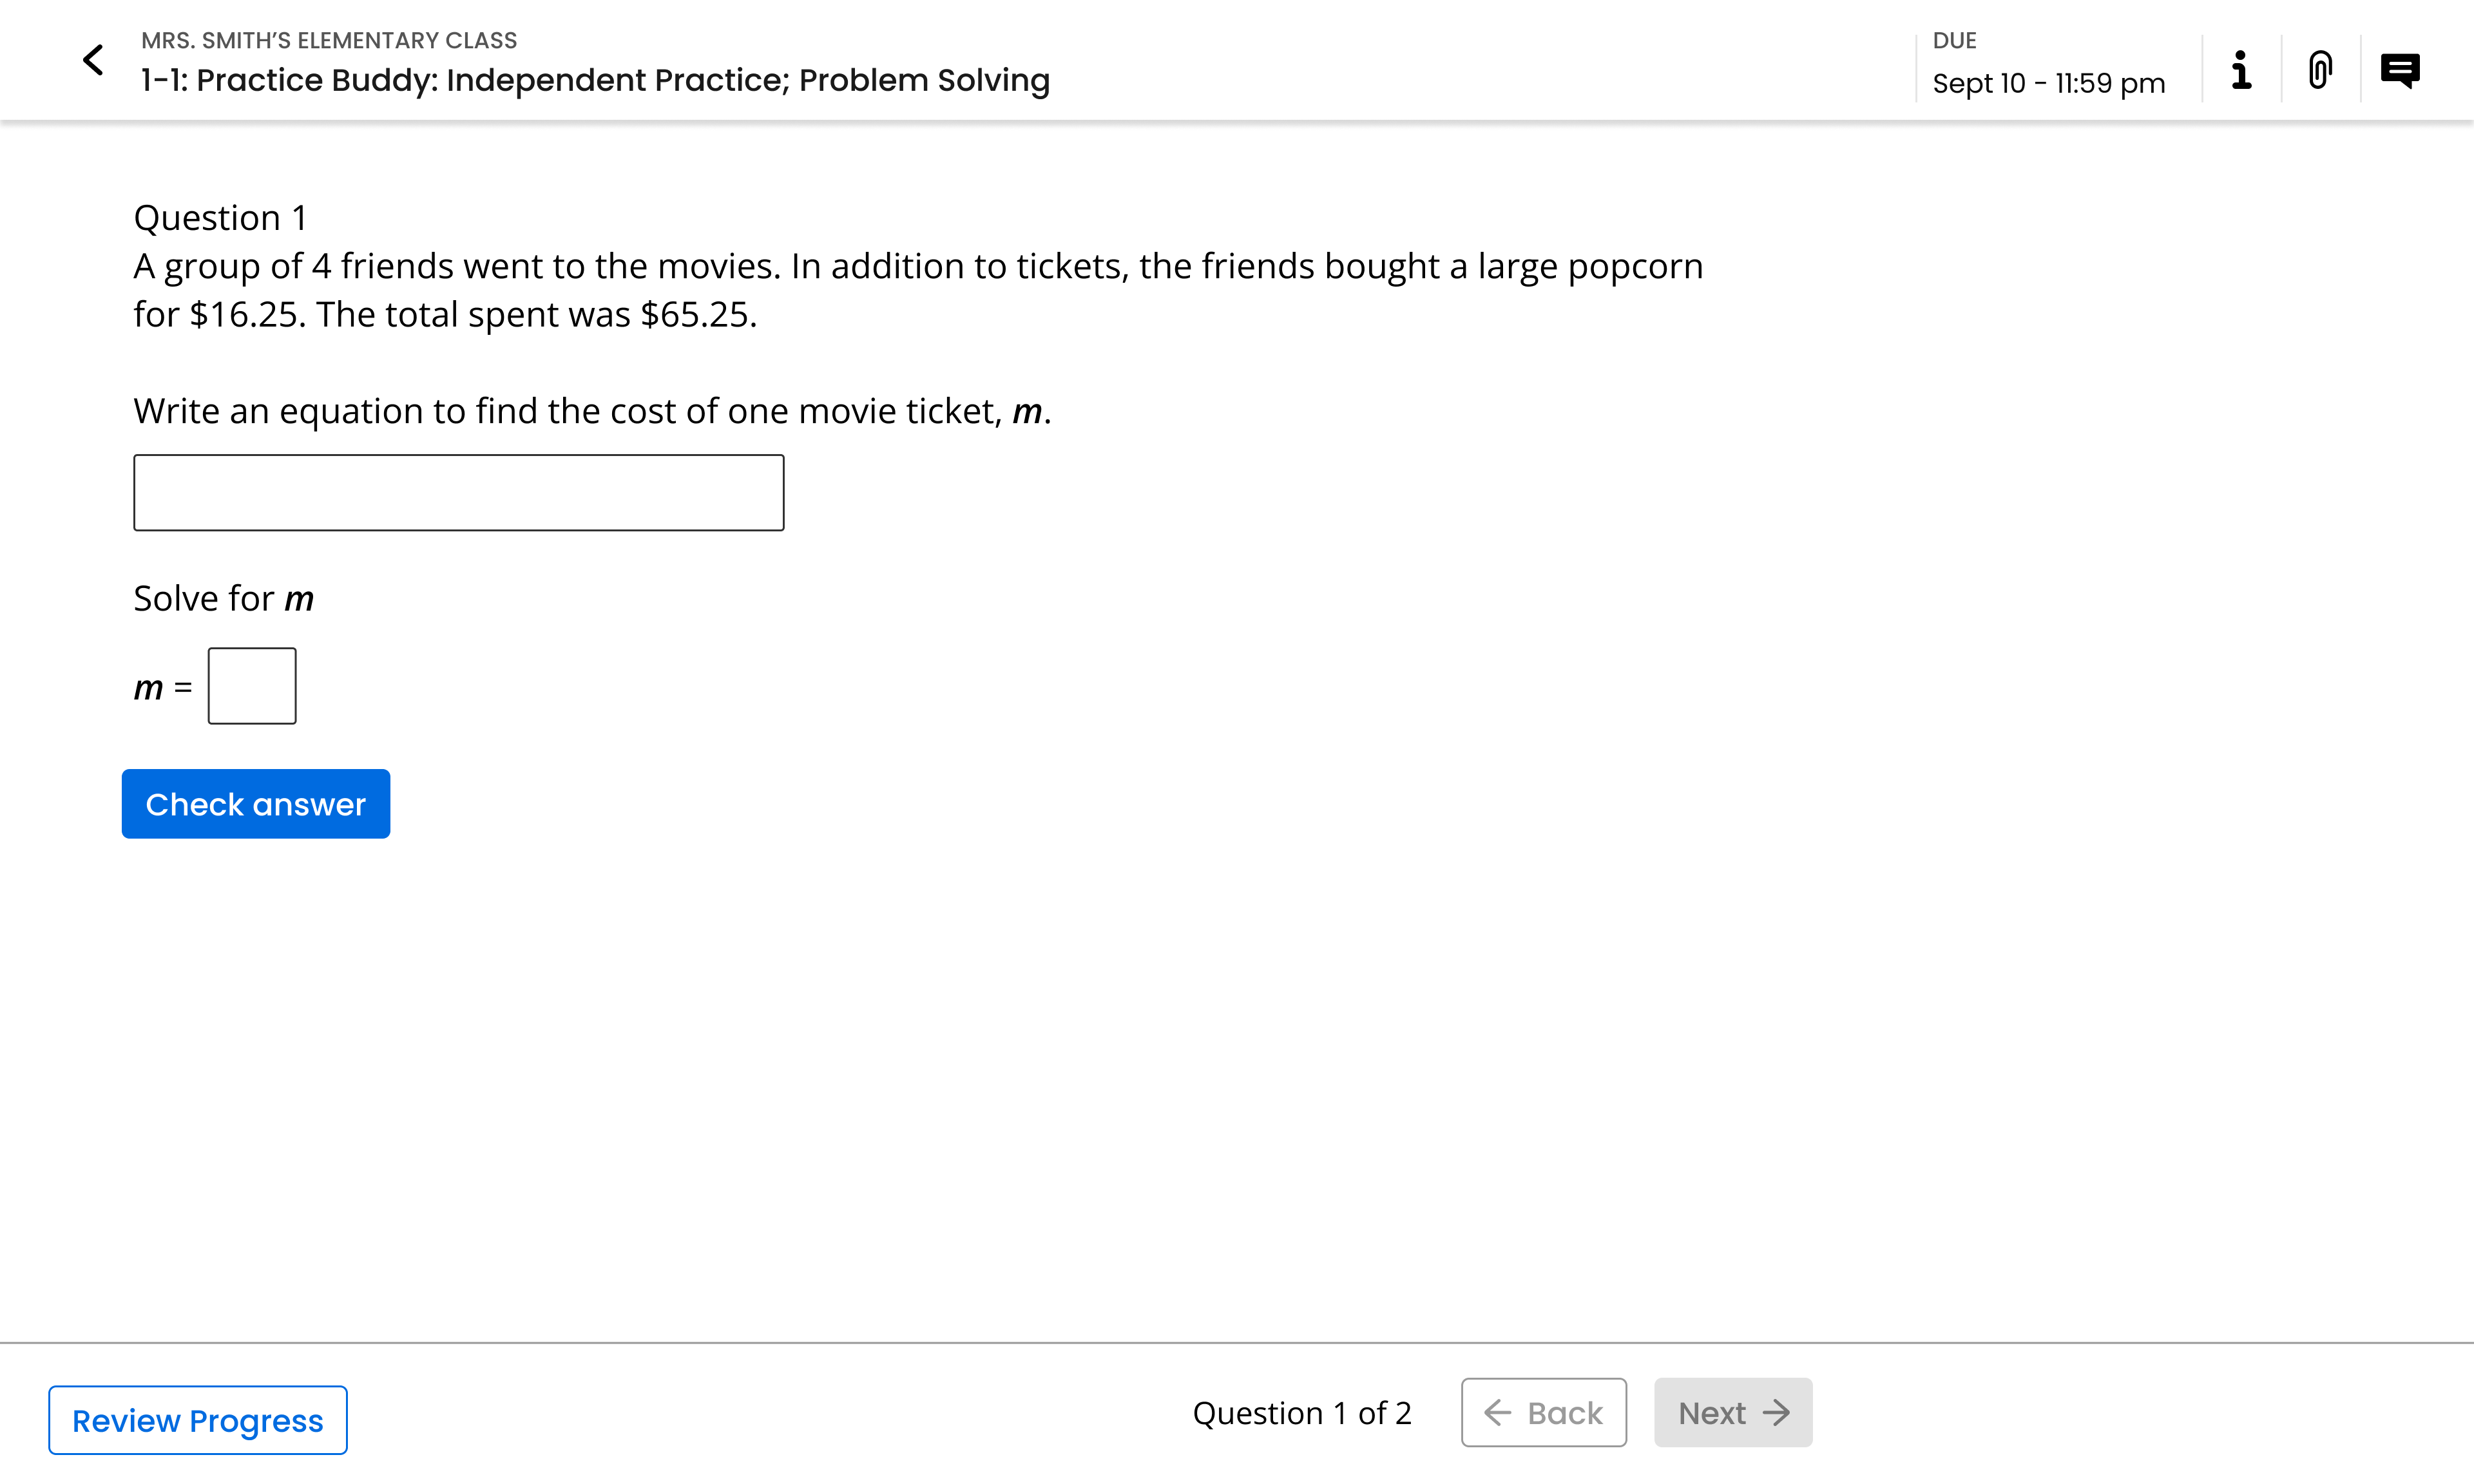 MRS. SMITH’S ELEMENTARY CLASS
1-1: Practice Buddy: Independent Practice; Problem Solving
DUE
Sept 10 - 11:59 pm
Question 1
A group of 4 friends went to the movies. In addition to tickets, the friends bought a large popcorn
for $16.25. The total spent was $65.25.
Write an equation to find the cost of one movie ticket, m.
Solve for m
m =
Check answer
Review Progress
Question 1 of 2
Back
Next